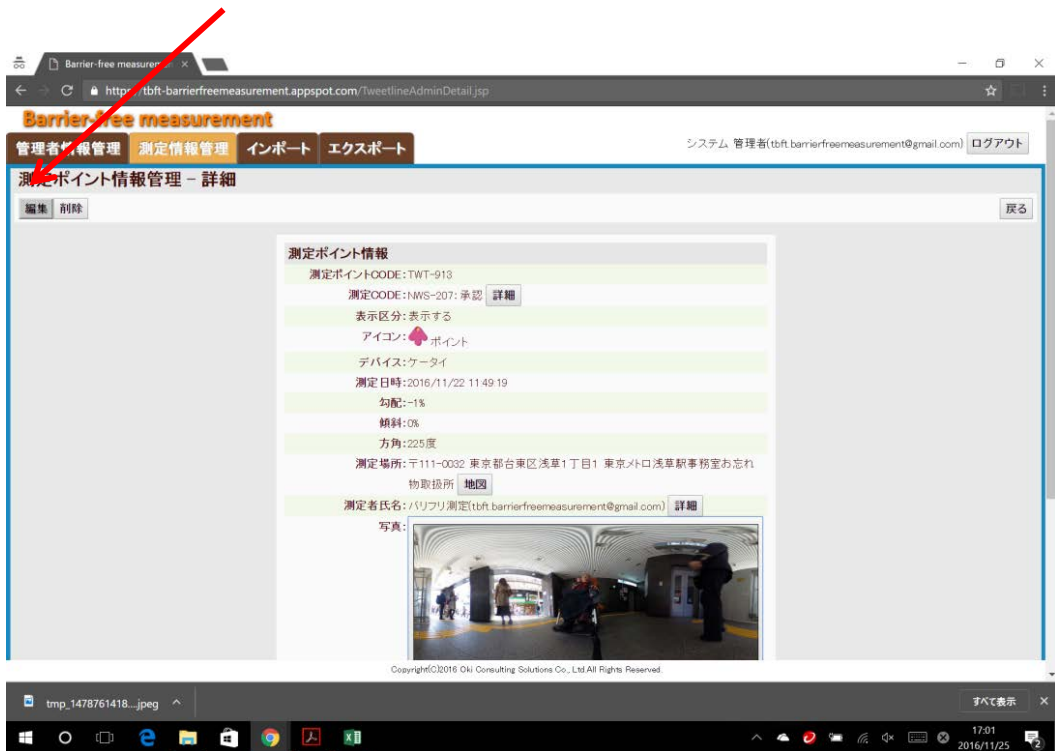 Barrier-free measurem
https://tbft-barrierfreemeasurement.appspot.com/TweetlineAdminDetail.jsp
Barrier-free measurement
管理者情報管理 測定情報管理 インポート エクスポート
システム 管理者(tbft.barrierfreemeasurement@gmail.com) ログアウト
測定ポイント情報管理 - 詳細
編集 削除 戻る
測定ポイント情報
測定ポイントCODE:TWT-913
測定CODE:NWS-207:承認 詳細
表示区分:表示する
アイコン: ポイント
デバイス:ケータイ
測定日時:2016/11/22 11:49:19
勾配:-1%
傾斜:0%
方角:225度
測定場所:〒111-0032 東京都台東区浅草1丁目1 東京メトロ浅草駅事務室お忘れ
物取扱所 地図
測定者氏名:バリフリ測定(tbft.barrierfreemeasurement@gmail.com) 詳細
写真:
Copyright(C)2016 Oki Consulting Solutions Co., Ltd.All Rights Reserved.
tmp_1478761418....jpeg すべて表示
17:01
2016/11/25
2